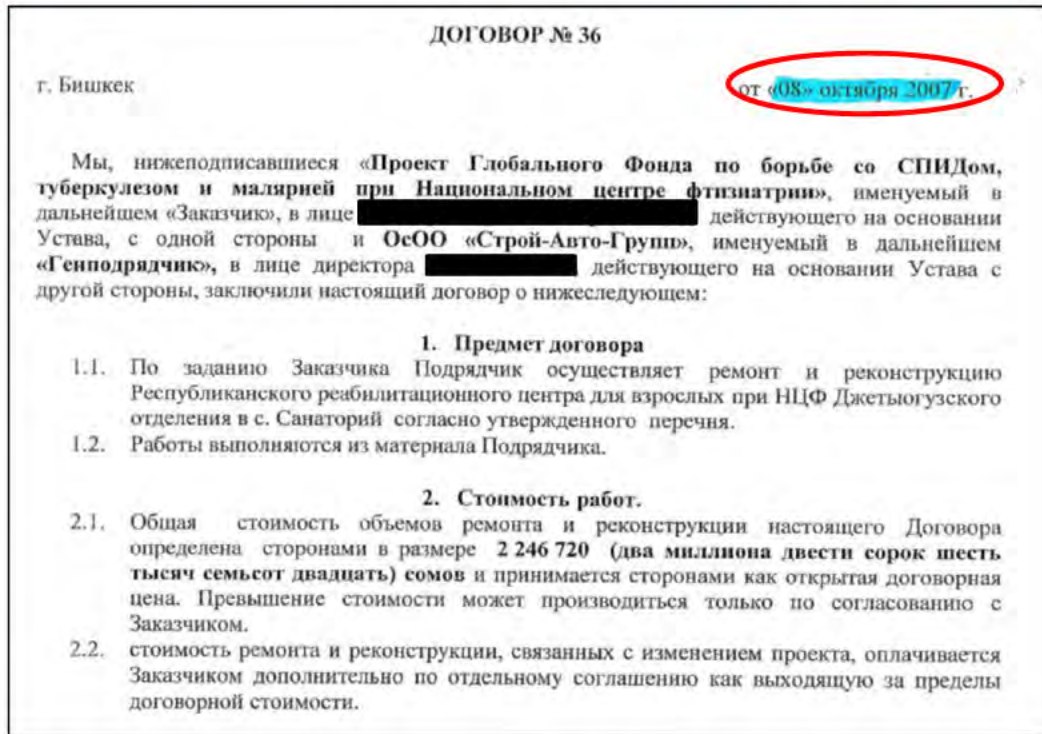 ДОГОВОР № 36
г. Бишкек от «08» октября 2007 г.
Мы, нижеподписавшиеся «Проект Глобального Фонда по борьбе со СПИДом,
туберкулезом и малярией при Национальном центре фтизиатрии», именуемый в
дальнейшем «Заказчик», в лице действующего на основании
Устава, с одной стороны и ОсОО «Строй-Авто-Групп», именуемый в дальнейшем
«Генподрядчик», в лице директора действующего на основании Устава с
другой стороны, заключили настоящий договор о нижеследующем:
1. Предмет договора
1.1. По заданию Заказчика Подрядчик осуществляет ремонт и реконструкцию
Республиканского реабилитационного центра для взрослых при НЦФ Джетыогузского
отделения в с. Санаторий согласно утвержденного перечня.
1.2. Работы выполняются из материала Подрядчика.
2. Стоимость работ.
2.1. Общая стоимость объемов ремонта и реконструкции настоящего Договора
определена сторонами в размере 2 246 720 (два миллиона двести сорок шесть
тысяч семьсот двадцать) сомов и принимается сторонами как открытая договорная
цена. Превышение стоимости может производиться только по согласованию с
Заказчиком.
2.2. стоимость ремонта и реконструкции, связанных с изменением проекта, оплачивается
Заказчиком дополнительно по отдельному соглашению как выходящую за пределы
договорной стоимости.